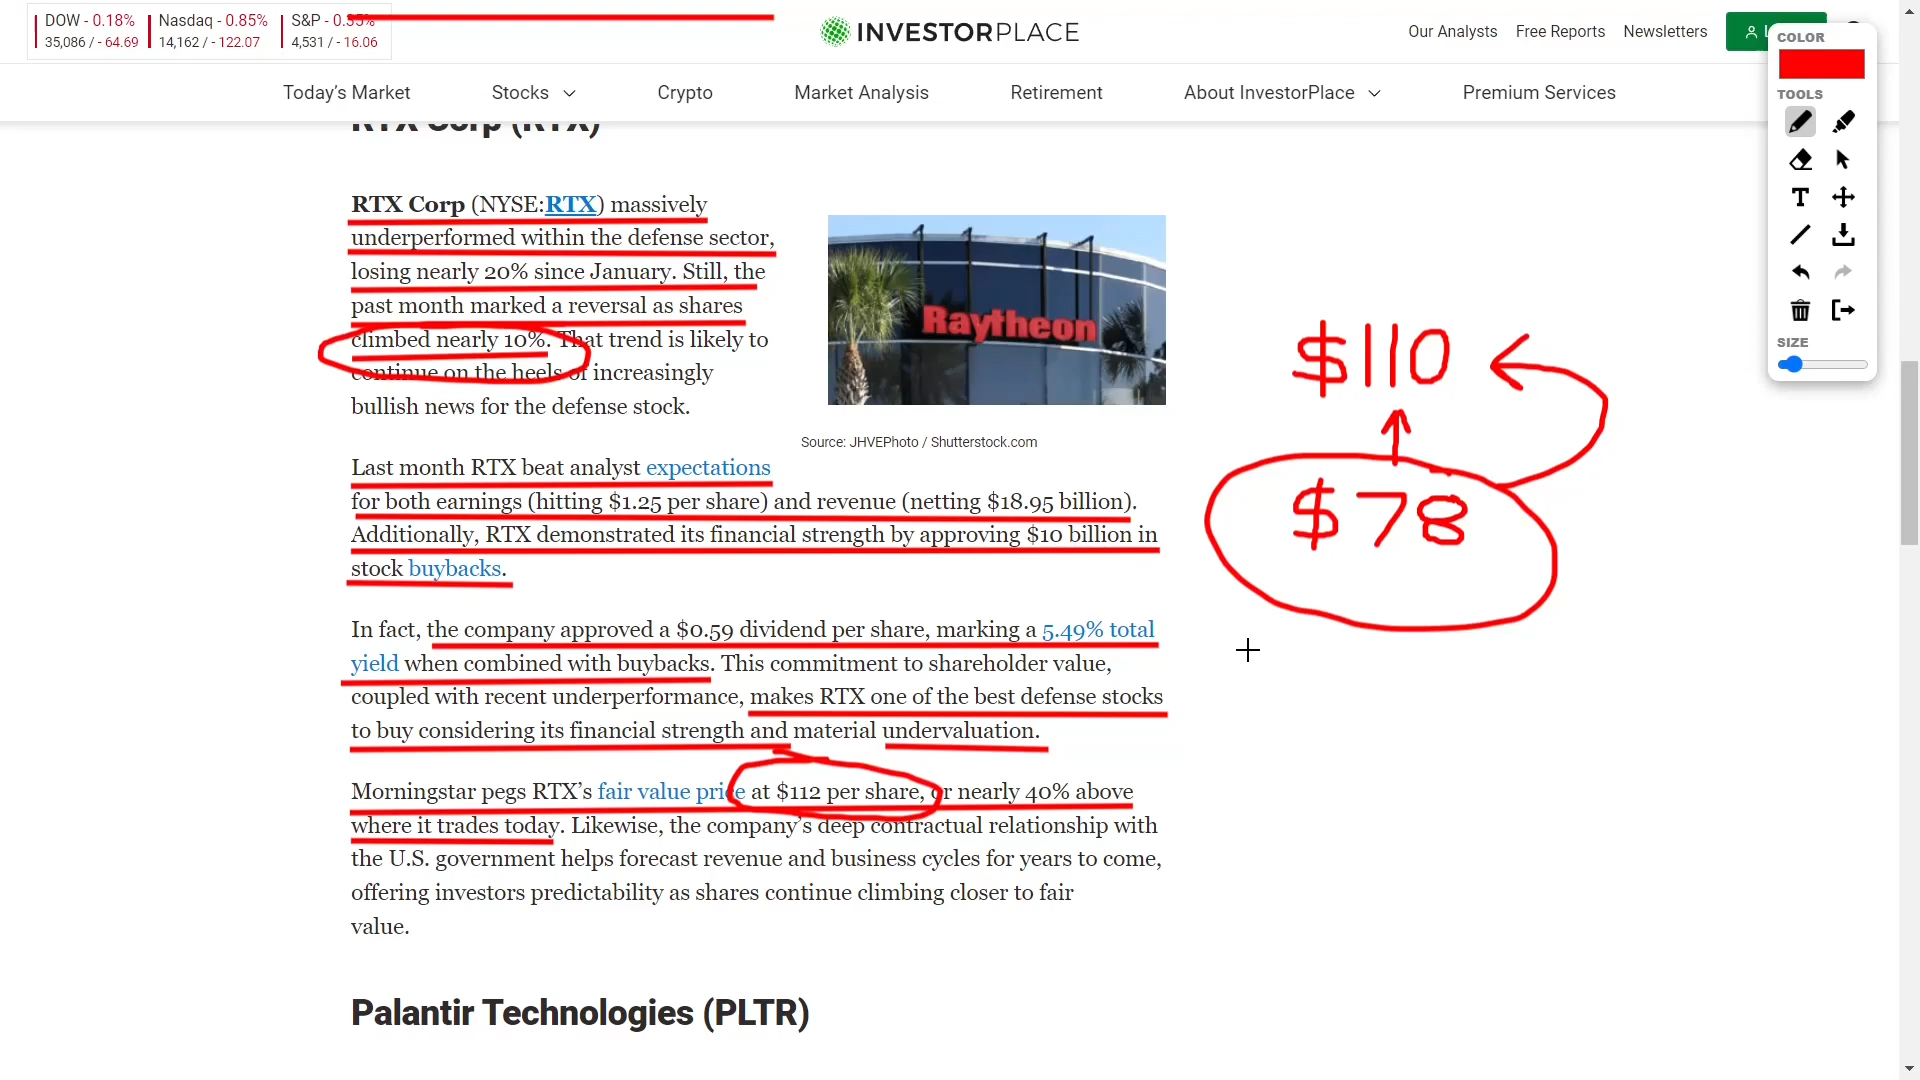 DOW - 0.18%
35,086 / - 64.69
Nasdaq - 0.85%
14,162 / - 122.07
S&P - 0.35%
4,531 / - 16.06
INVESTORPLACE
Our Analysts
Free Reports
Newsletters
Today's Market
Stocks
Crypto
Market Analysis
Retirement
About InvestorPlace
Premium Services
COLOR
TOOLS
T
SIZE
RTX Corp (RTX)
RTX Corp (NYSE:RTX) massively
underperformed within the defense sector,
losing nearly 20% since January. Still, the
past month marked a reversal as shares
climbed nearly 10%. That trend is likely to
continue on the heels of increasingly
bullish news for the defense stock.
Raytheon
Source: JHVEPhoto / Shutterstock.com
$110
$78
Last month RTX beat analyst expectations
for both earnings (hitting $1.25 per share) and revenue (netting $18.95 billion).
Additionally, RTX demonstrated its financial strength by approving $10 billion in
stock buybacks.
In fact, the company approved a $0.59 dividend per share, marking a 5.49% total
yield when combined with buybacks. This commitment to shareholder value,
coupled with recent underperformance, makes RTX one of the best defense stocks
to buy considering its financial strength and material undervaluation.
Morningstar pegs RTX's fair value price at $112 per share, or nearly 40% above
where it trades today. Likewise, the company's deep contractual relationship with
the U.S. government helps forecast revenue and business cycles for years to come,
offering investors predictability as shares continue climbing closer to fair
value.
Palantir Technologies (PLTR)